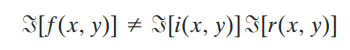 ℑ[f(x, y)] ≠ ℑ[i(x, y)] ℑ[r(x, y)]